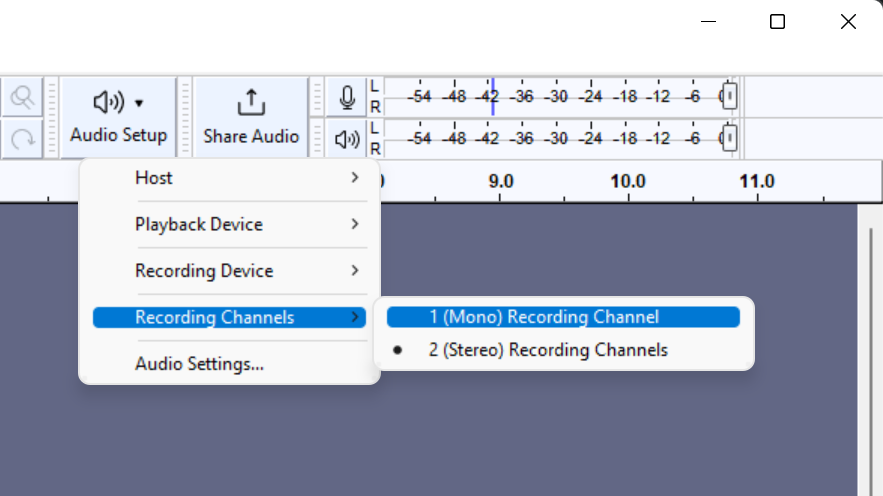 L
R
-54 -48 -42 -36 -30 -24 -18 -12 -6
Audio Setup
Share Audio
L
R
-54 -48 -42 -36 -30 -24 -18 -12 -6
9.0 10.0 11.0
Host
Playback Device
Recording Device
Recording Channels
1 (Mono) Recording Channel
2 (Stereo) Recording Channels
Audio Settings...